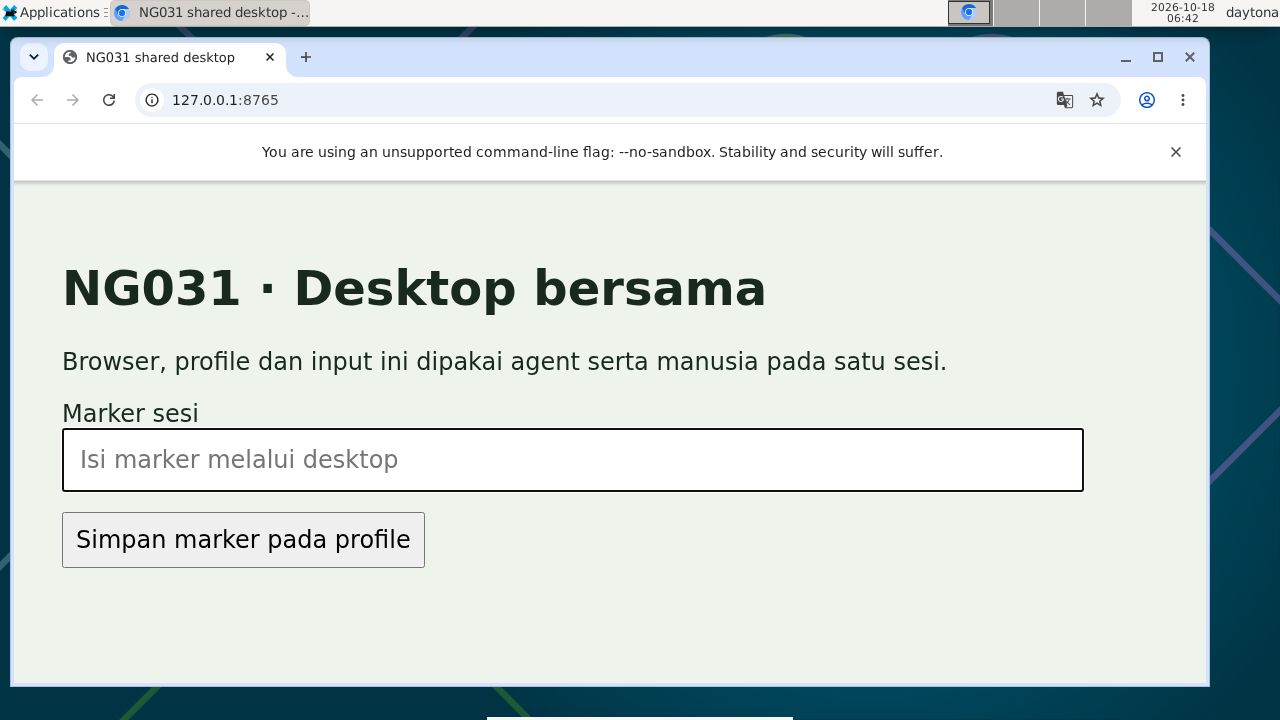 Applications
NG031 shared desktop -...
2026-10-18
06:42
daytona
NG031 shared desktop
127.0.0.1:8765
You are using an unsupported command-line flag: --no-sandbox. Stability and security will suffer.
NG031 · Desktop bersama
Browser, profile dan input ini dipakai agent serta manusia pada satu sesi.
Marker sesi
Isi marker melalui desktop
Simpan marker pada profile